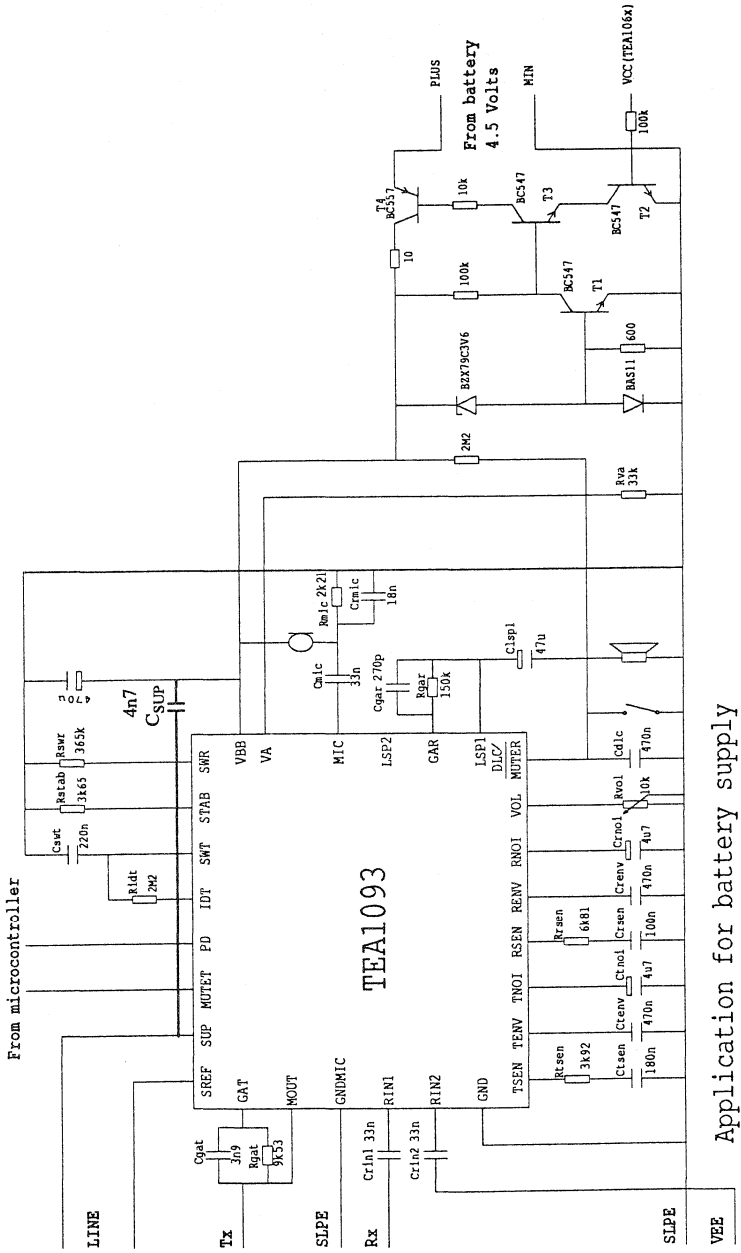 From microcontroller
LINE
Tx
SLPE
Rx
SLPE
VEE
SREF
SUP
MUTET
PD
IDT
SWT
STAB
SWR
Ridt
2M2
Cswt
220n
Rstab
3k65
Rswr
365k
470u
4n7
CSUP
GAT
MOUT
GNDMIC
RIN1
RIN2
GND
Cgat
3n9
Rgat
9k53
Crin1 33n
Crin2 33n
TEA1093
VBB
VA
MIC
LSP2
GAR
LSP1
DLC/
MUTER
Cmic
33n
Rmic 2k21
Crmic
18n
Cgar 270p
Rgar
150k
Clspl
47u
TSEN
TENV
TNOI
RSEN
RENV
RNOI
VOL
Rtsen
3k92
Ctsen
180n
Ctenv
470n
Ctnoi
4u7
Rrsen
6k81
Crsen
100n
Crenv
470n
Crnoi
4u7
Rvol
10k
Cdlc
470n
Rva
33k
2M2
BZX79C3V6
BAS11
600
100k
10
T4
BC557
10k
BC547
T1
BC547
T3
BC547
T2
100k
PLUS
From battery
4.5 Volts
MIN
VCC(TEA106x)
Application for battery supply